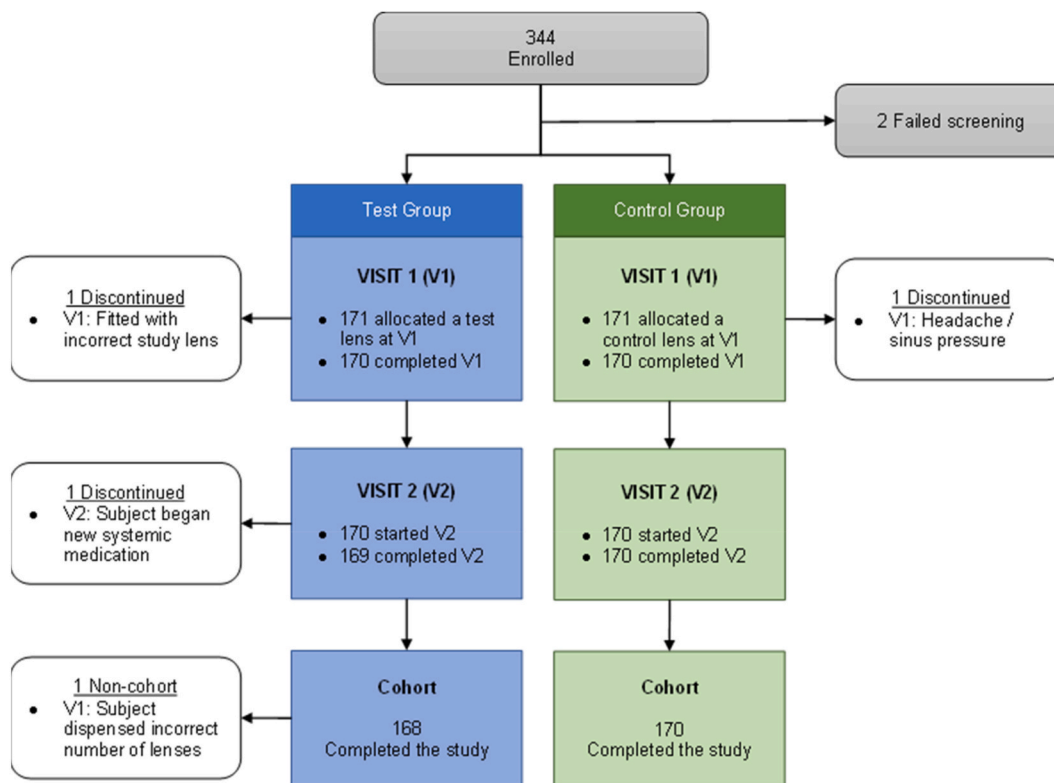 344
Enrolled
2 Failed screening
Test Group
Control Group
VISIT 1 (V1)
• 171 allocated a test
lens at V1
• 170 completed V1
VISIT 1 (V1)
• 171 allocated a
control lens at V1
• 170 completed V1
1 Discontinued
• V1: Fitted with
incorrect study lens
1 Discontinued
• V1: Headache /
sinus pressure
VISIT 2 (V2)
• 170 started V2
• 169 completed V2
VISIT 2 (V2)
• 170 started V2
• 170 completed V2
1 Discontinued
• V2: Subject began
new systemic
medication
Cohort
168
Completed the study
Cohort
170
Completed the study
1 Non-cohort
• V1: Subject
dispensed incorrect
number of lenses